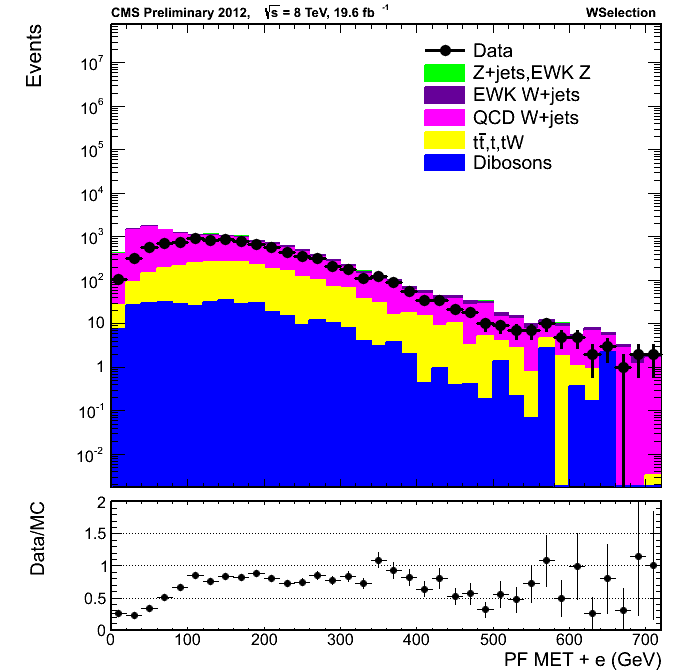 CMS Preliminary 2012, √s = 8 TeV, 19.6 fb⁻¹ WSelection
Events
Data
Z+jets,EWK Z
EWK W+jets
QCD W+jets
tt̅,t,tW
Dibosons
10⁷
10⁶
10⁵
10⁴
10³
10²
10
1
10⁻¹
10⁻²
Data/MC
2
1.5
1
0.5
0
0 100 200 300 400 500 600 700
PF MET + e (GeV)